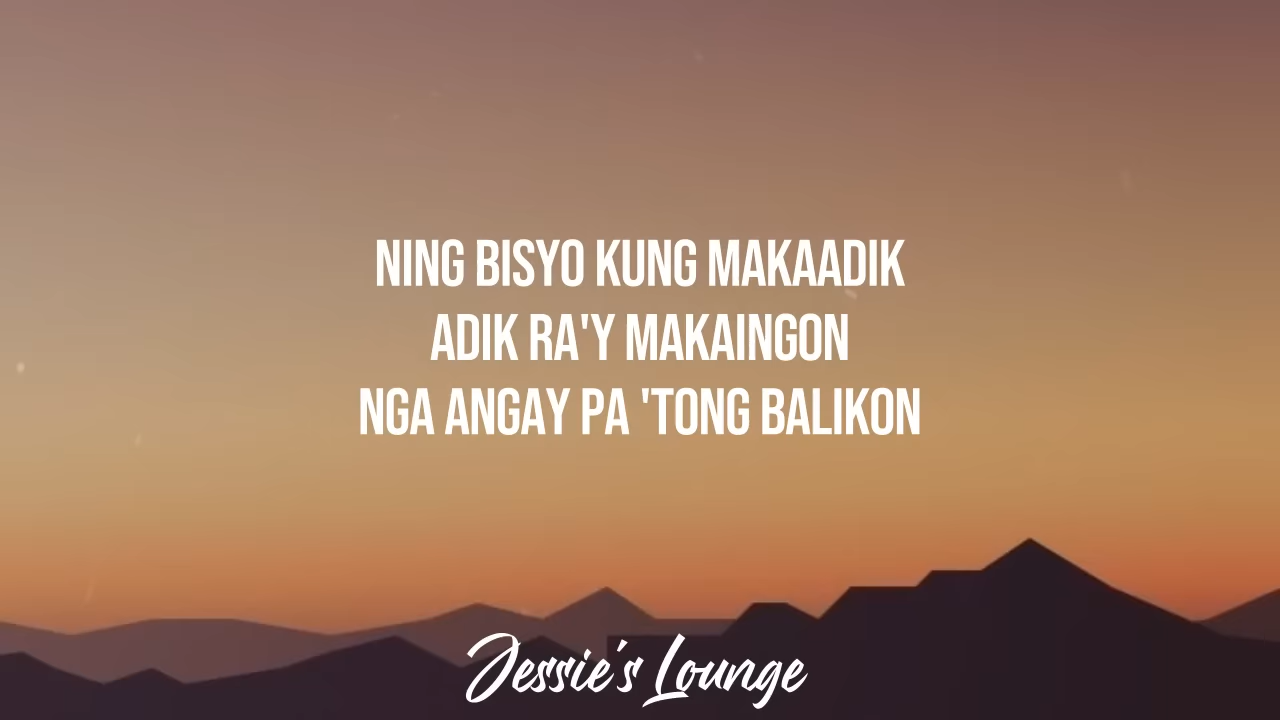 NING BISYO KUNG MAKAADIK
ADIK RA'Y MAKAINGON
NGA ANGAY PA 'TONG BALIKON
Jessie's Lounge